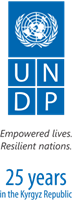 U N
D P
Empowered lives.
Resilient nations.
25 years
in the Kyrgyz Republic